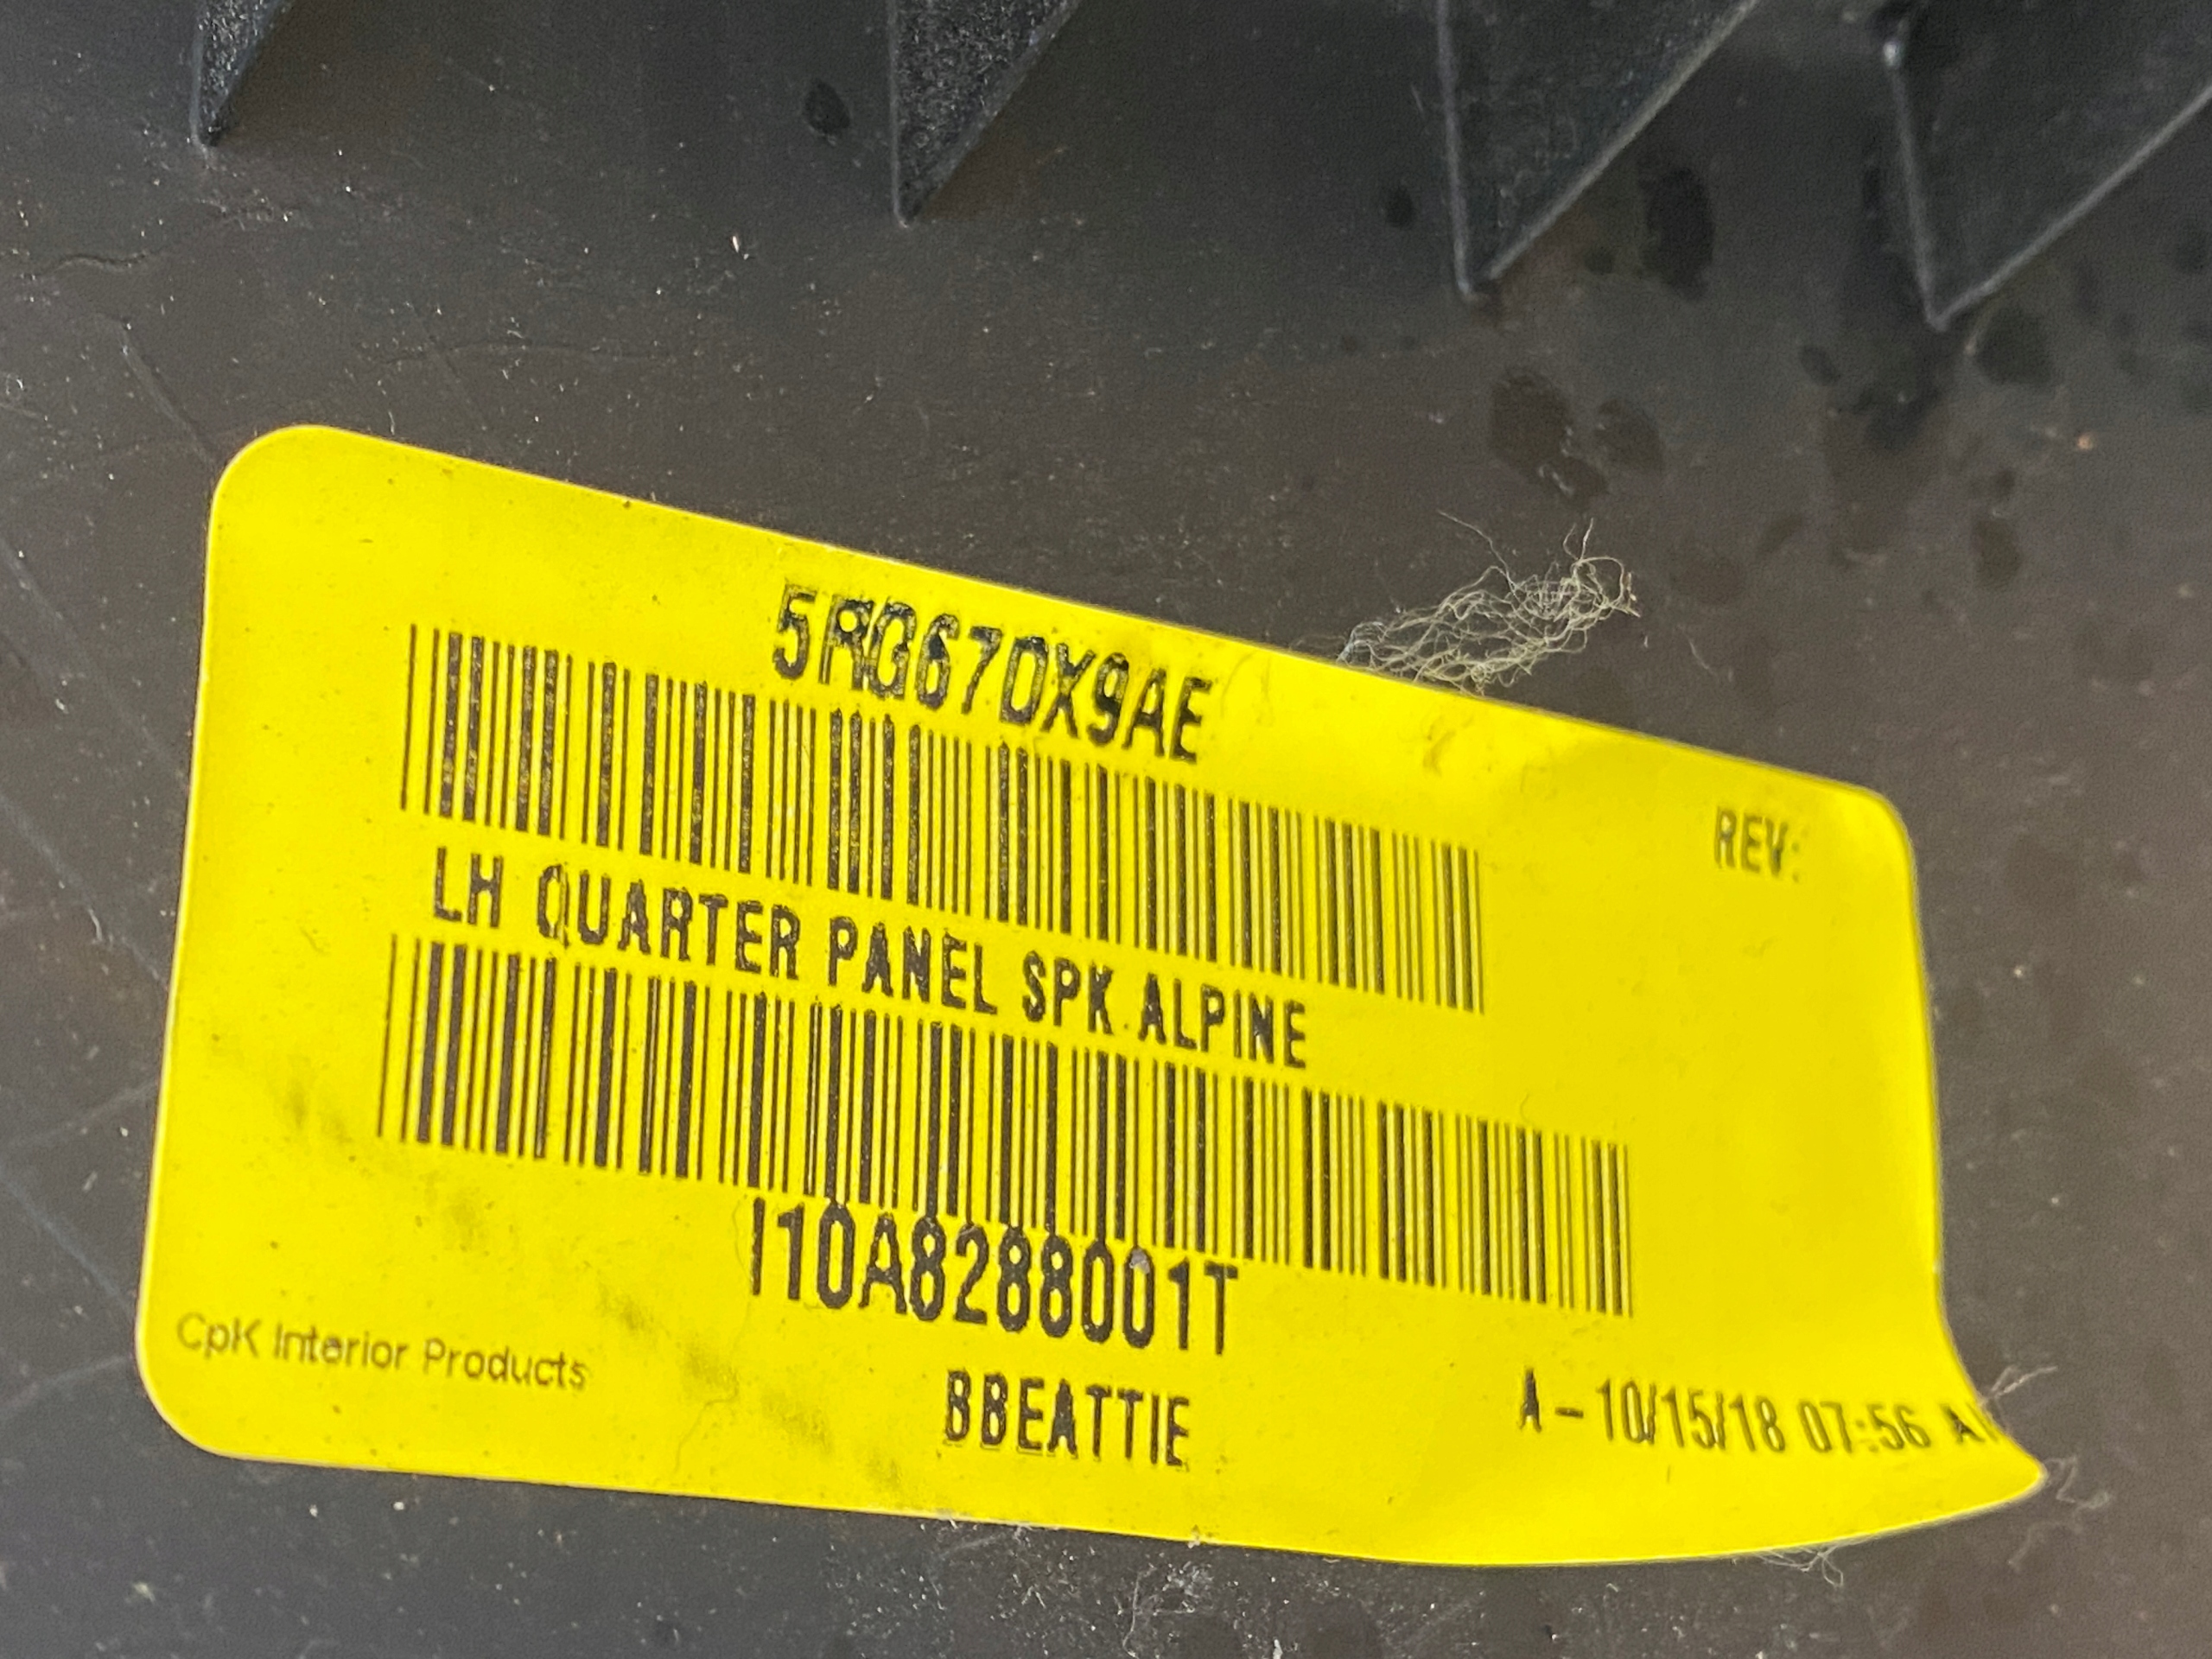 5RG67DX9AE
REV:
LH QUARTER PANEL SPK ALPINE
I10A8288001T
CpK Interior Products
BBEATTIE
A - 10/15/18 07:56